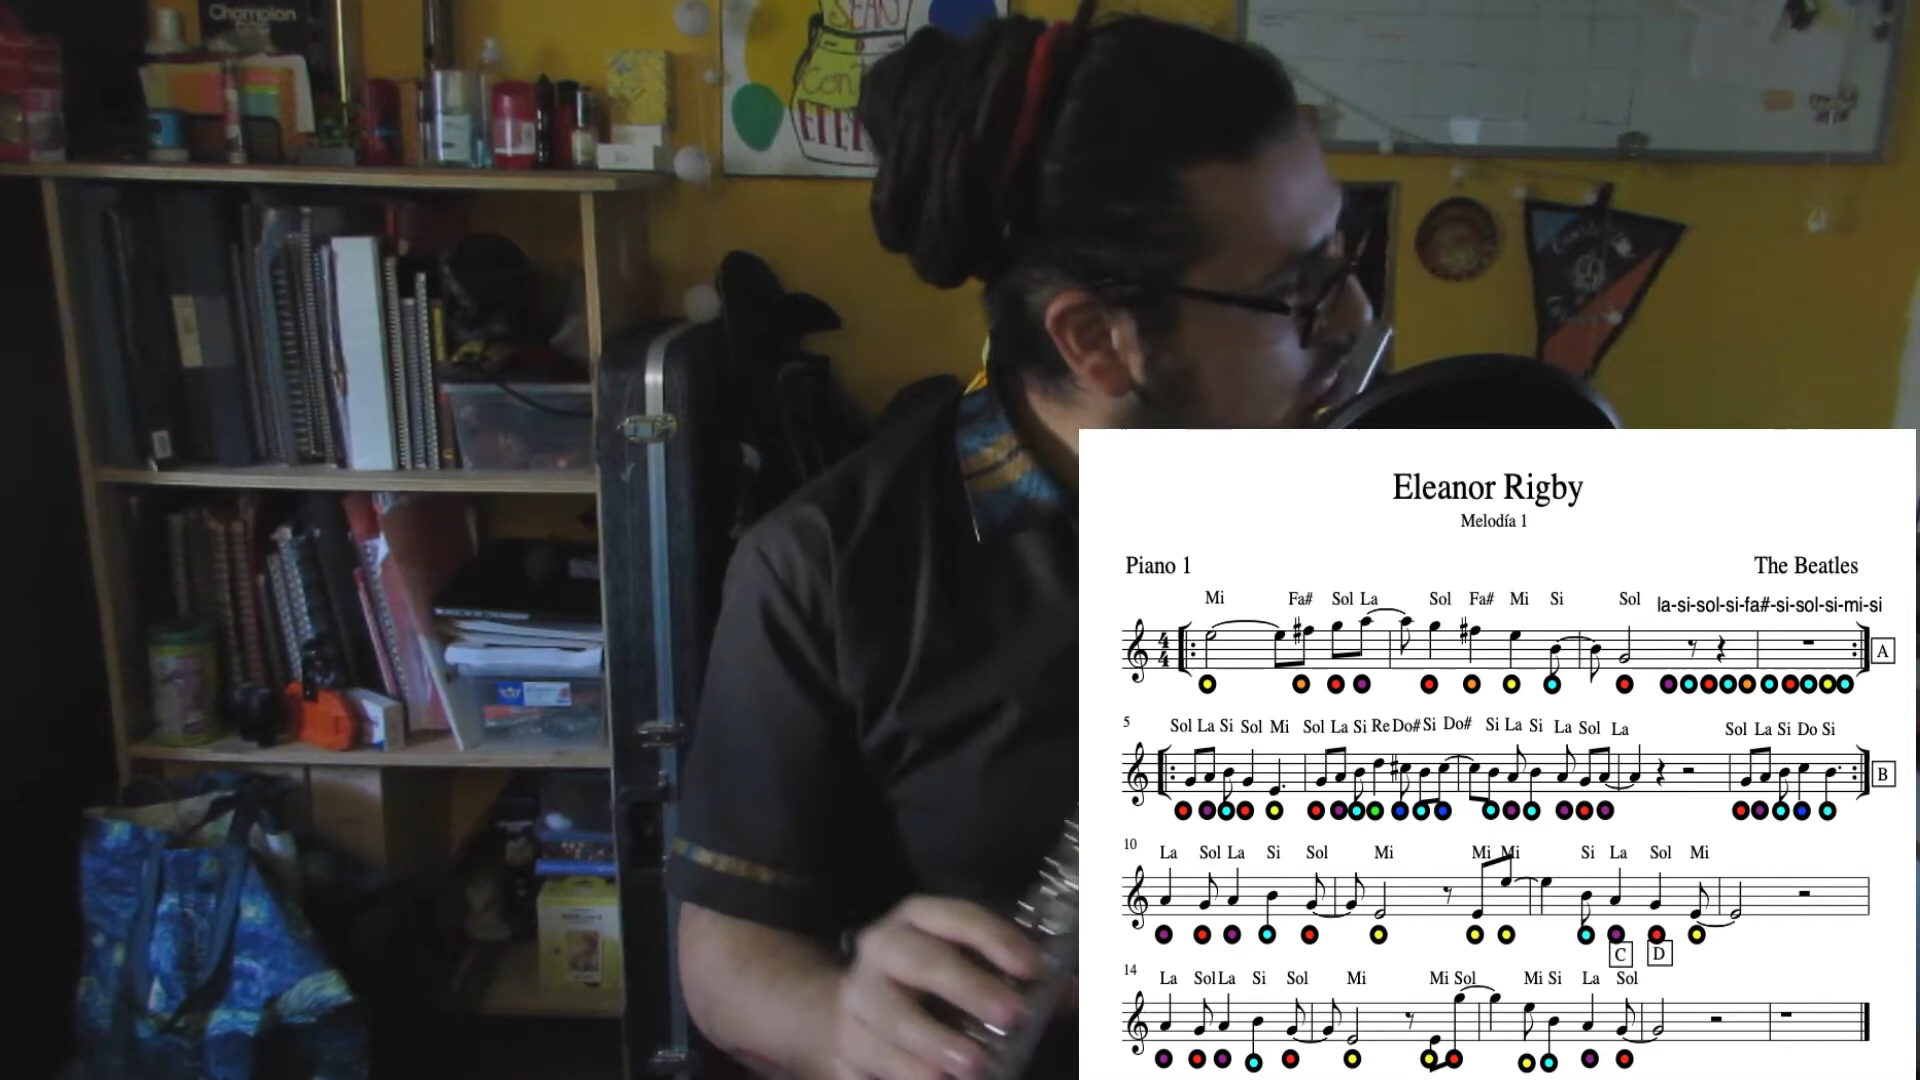 Champion
SEAN
Con
Eleanor Rigby
Melodía 1
Piano 1
The Beatles
Mi Fa# Sol La Sol Fa# Mi Si Sol la-si-sol-si-fa#-si-sol-si-mi-si
4
4
A
5
Sol La Si Sol Mi Sol La Si Re Do# Si Do# Si La Si La Sol La Sol La Si Do Si
B
10
La Sol La Si Sol Mi Mi Mi Si La Sol Mi
C D
14
La Sol La Si Sol Mi Mi Sol Mi Si La Sol